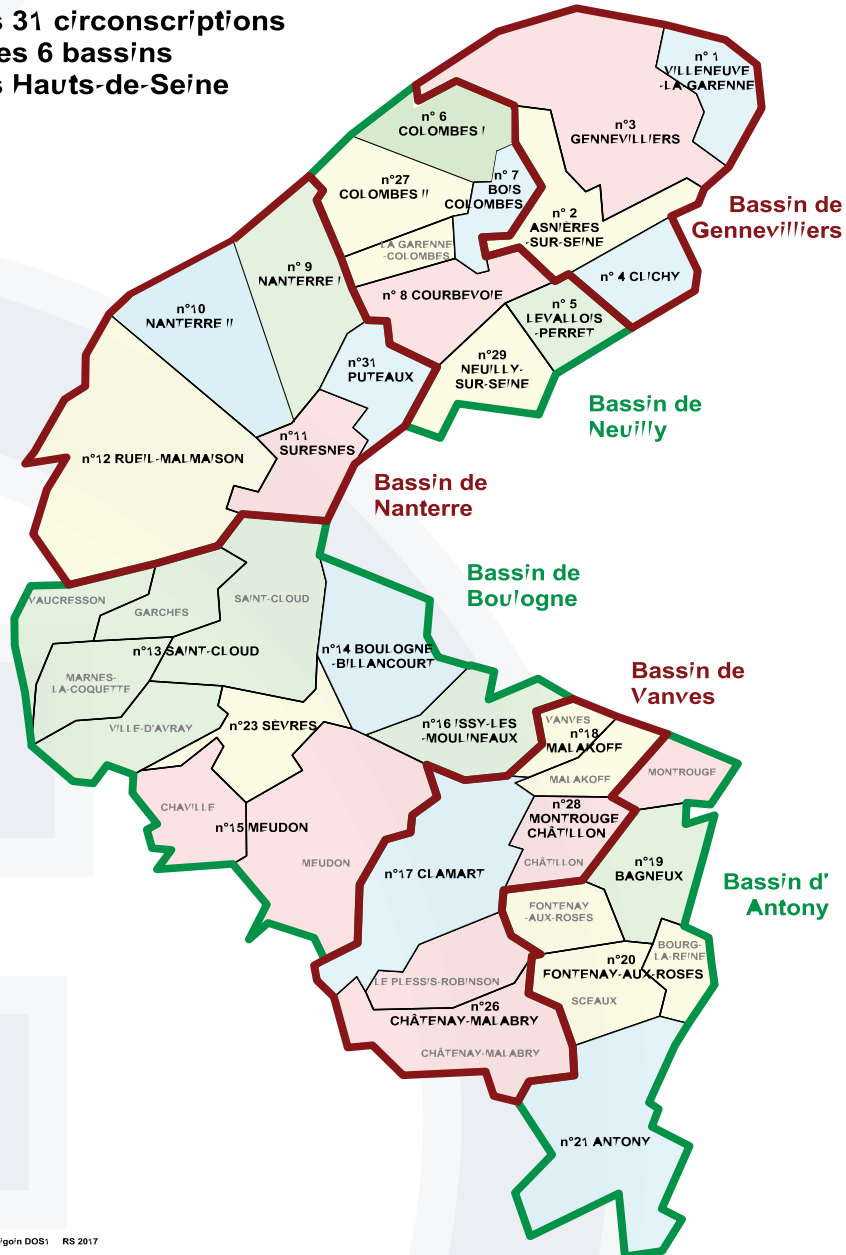 s 31 circonscriptions
es 6 bassins
s Hauts-de-Seine
n° 1
VILLENEUVE
-LA-GARENNE
n°3
GENNEVILLIERS
n° 6
COLOMBES I
n°27
COLOMBES II
n° 7
BOIS
COLOMBES
n° 2
ASNIÈRES
-SUR-SEINE
Bassin de
Gennevilliers
LA GARENNE
-COLOMBES
n° 9
NANTERRE I
n° 4 CLICHY
n° 8 COURBEVOIE
n°10
NANTERRE II
n° 5
LEVALLOIS
-PERRET
n°31
PUTEAUX
n°29
NEUILLY-
SUR-SEINE
Bassin de
Neuilly
n°11
SURESNES
n°12 RUEIL-MALMAISON
Bassin de
Nanterre
Bassin de
Boulogne
VAUCRESSON
GARCHES
SAINT-CLOUD
n°13 SAINT-CLOUD
n°14 BOULOGNE
-BILLANCOURT
MARNES-
LA-COQUETTE
Bassin de
Vanves
VILLE-D'AVRAY
n°23 SÈVRES
n°16 ISSY-LES
-MOULINEAUX
VANVES
n°18
MALAKOFF
MALAKOFF
MONTROUGE
CHAVILLE
n°15 MEUDON
MEUDON
n°28
MONTROUGE
CHÂTILLON
CHÂTILLON
n°17 CLAMART
n°19
BAGNEUX
Bassin d'
Antony
FONTENAY
-AUX-ROSES
BOURG-
LA-REINE
n°20
FONTENAY-AUX-ROSES
LE PLESSIS-ROBINSON
SCEAUX
n°26
CHÂTENAY-MALABRY
CHÂTENAY-MALABRY
n°21 ANTONY
DOS1 RS 2017